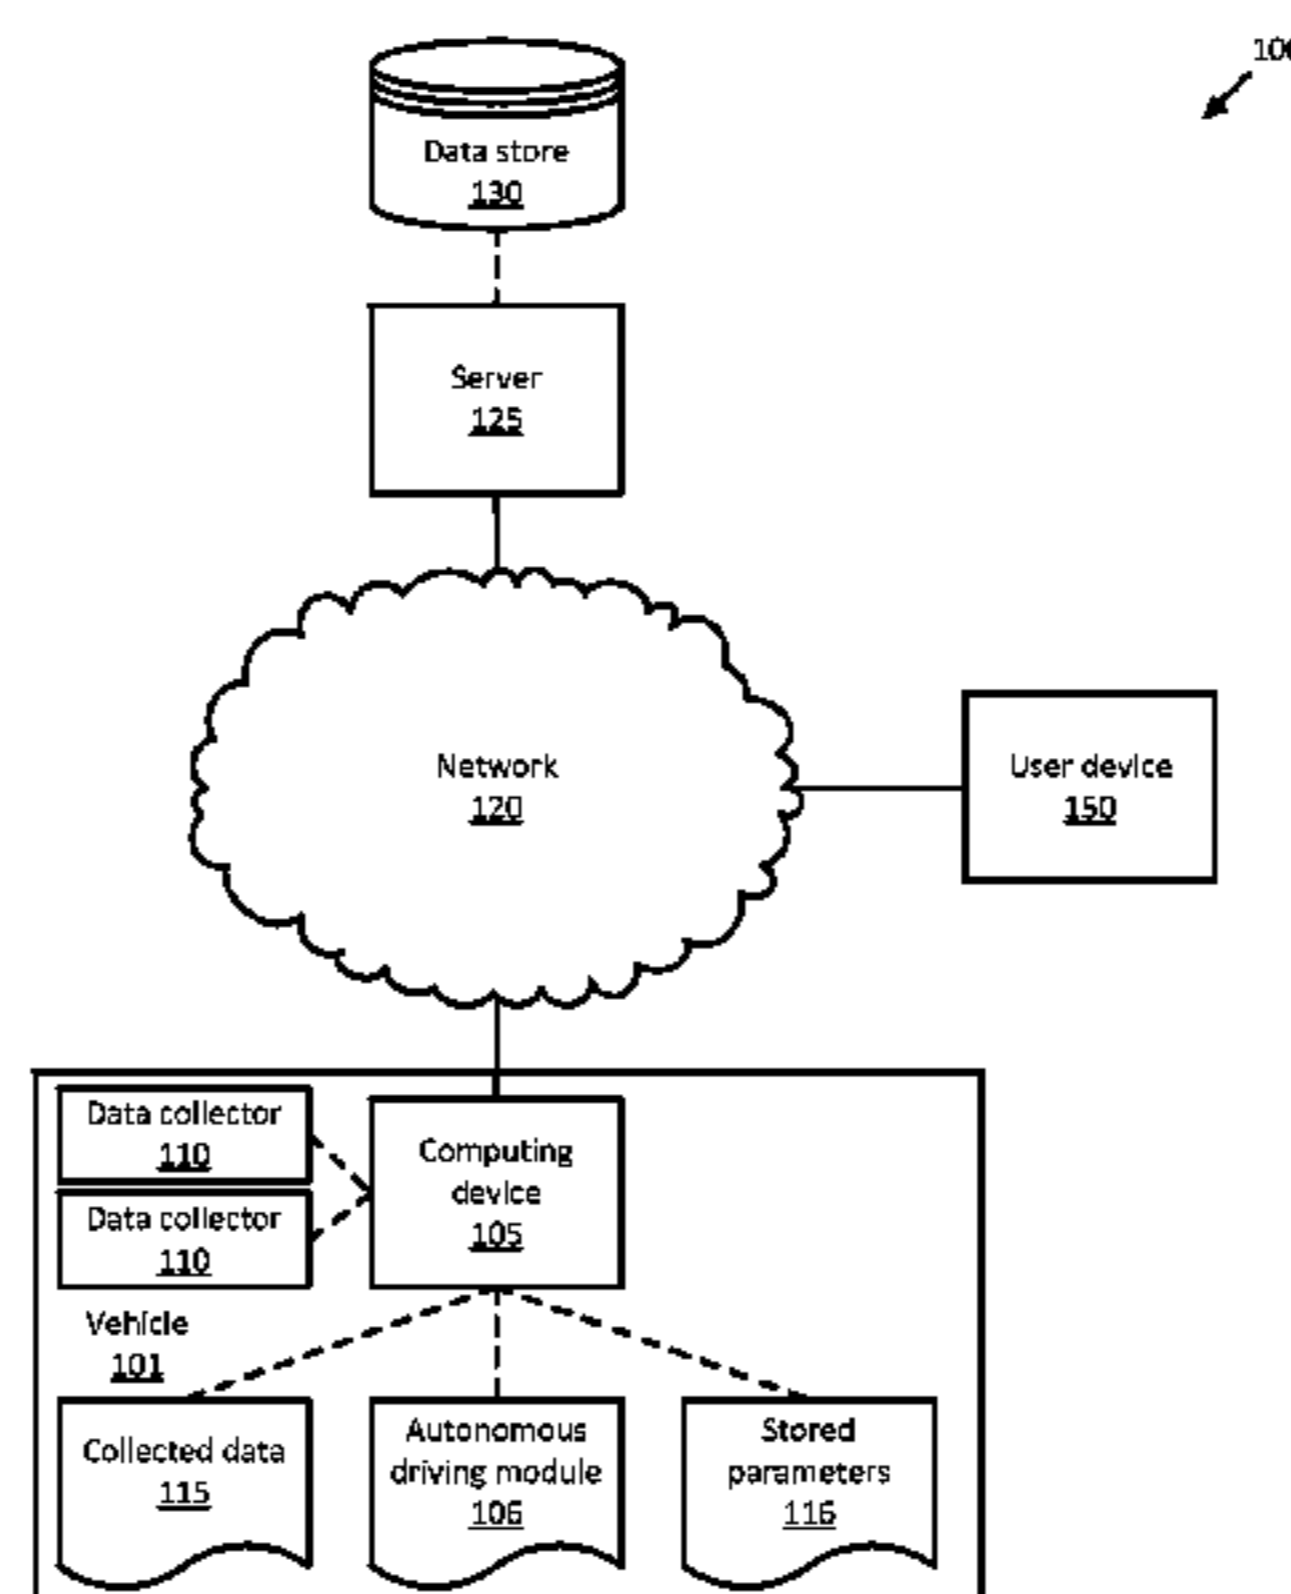 100
Data store
130
Server
125
Network
120
User device
150
Data collector
110
Data collector
110
Computing
device
105
Vehicle
101
Collected data
115
Autonomous
driving module
106
Stored
parameters
116